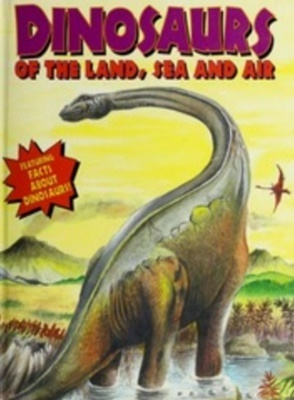 DINOSAURS
OF THE LAND, SEA AND AIR
FEATURING
FACTS
ABOUT
DINOSAURS!